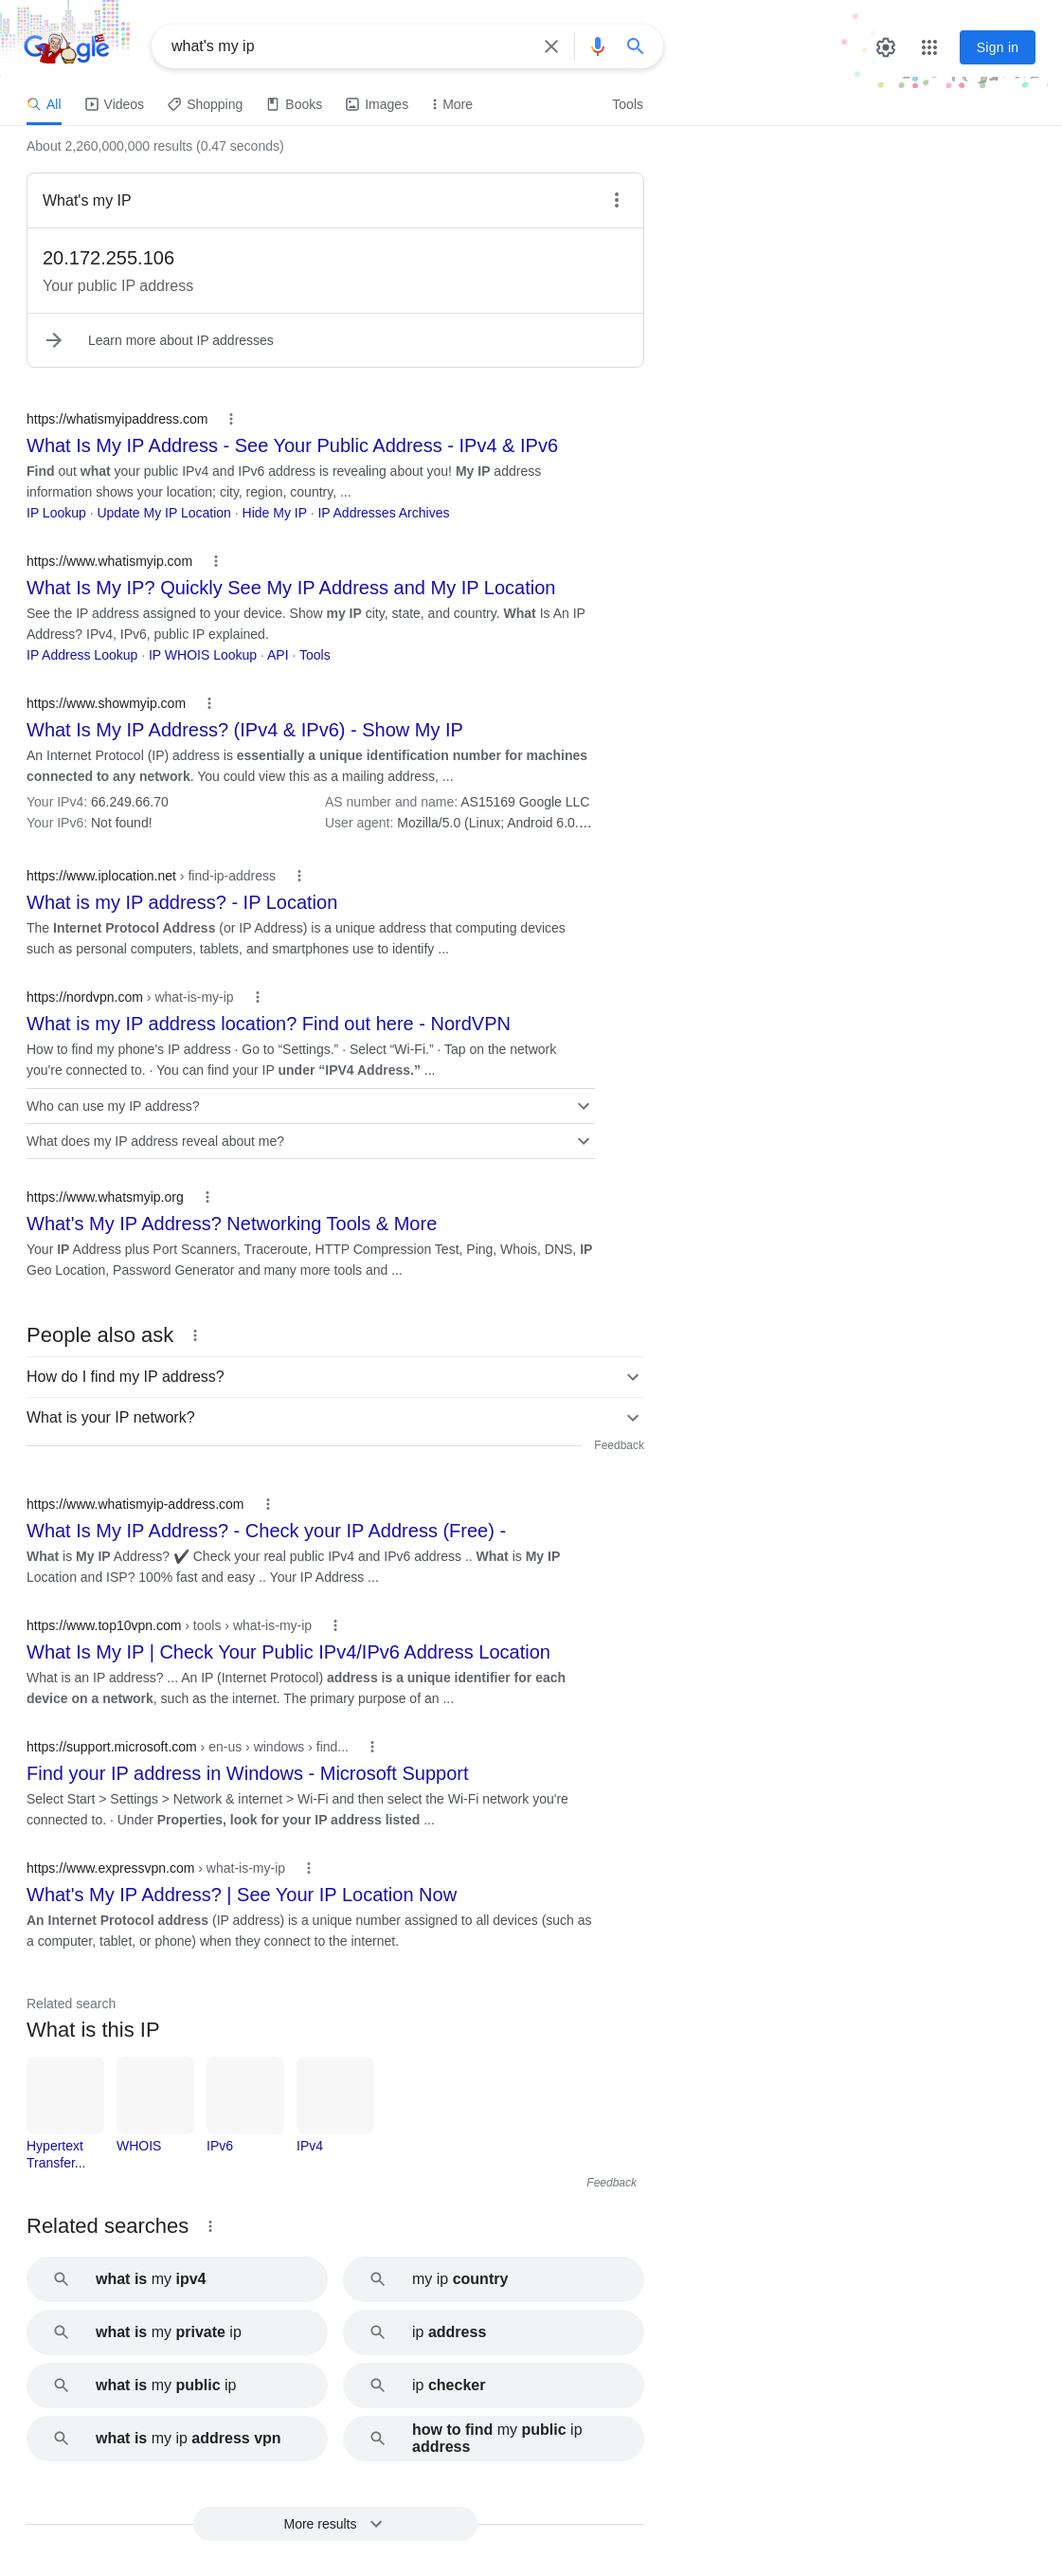 Google
what's my ip
Sign in
All Videos Shopping Books Images More Tools
About 2,260,000,000 results (0.47 seconds)
What's my IP
20.172.255.106
Your public IP address
Learn more about IP addresses
https://whatismyipaddress.com
What Is My IP Address - See Your Public Address - IPv4 & IPv6
Find out what your public IPv4 and IPv6 address is revealing about you! My IP address
information shows your location; city, region, country, ...
IP Lookup · Update My IP Location · Hide My IP · IP Addresses Archives
https://www.whatismyip.com
What Is My IP? Quickly See My IP Address and My IP Location
See the IP address assigned to your device. Show my IP city, state, and country. What Is An IP
Address? IPv4, IPv6, public IP explained.
IP Address Lookup · IP WHOIS Lookup · API · Tools
https://www.showmyip.com
What Is My IP Address? (IPv4 & IPv6) - Show My IP
An Internet Protocol (IP) address is essentially a unique identification number for machines
connected to any network. You could view this as a mailing address, ...
Your IPv4: 66.249.66.70 AS number and name: AS15169 Google LLC
Your IPv6: Not found! User agent: Mozilla/5.0 (Linux; Android 6.0....
https://www.iplocation.net › find-ip-address
What is my IP address? - IP Location
The Internet Protocol Address (or IP Address) is a unique address that computing devices
such as personal computers, tablets, and smartphones use to identify ...
https://nordvpn.com › what-is-my-ip
What is my IP address location? Find out here - NordVPN
How to find my phone's IP address · Go to “Settings.” · Select “Wi-Fi.” · Tap on the network
you're connected to. · You can find your IP under “IPV4 Address.” ...
Who can use my IP address?
What does my IP address reveal about me?
https://www.whatsmyip.org
What's My IP Address? Networking Tools & More
Your IP Address plus Port Scanners, Traceroute, HTTP Compression Test, Ping, Whois, DNS, IP
Geo Location, Password Generator and many more tools and ...
People also ask
How do I find my IP address?
What is your IP network?
Feedback
https://www.whatismyip-address.com
What Is My IP Address? - Check your IP Address (Free) -
What is My IP Address? ✔️ Check your real public IPv4 and IPv6 address .. What is My IP
Location and ISP? 100% fast and easy .. Your IP Address ...
https://www.top10vpn.com › tools › what-is-my-ip
What Is My IP | Check Your Public IPv4/IPv6 Address Location
What is an IP address? ... An IP (Internet Protocol) address is a unique identifier for each
device on a network, such as the internet. The primary purpose of an ...
https://support.microsoft.com › en-us › windows › find...
Find your IP address in Windows - Microsoft Support
Select Start > Settings > Network & internet > Wi-Fi and then select the Wi-Fi network you're
connected to. · Under Properties, look for your IP address listed ...
https://www.expressvpn.com › what-is-my-ip
What's My IP Address? | See Your IP Location Now
An Internet Protocol address (IP address) is a unique number assigned to all devices (such as
a computer, tablet, or phone) when they connect to the internet.
Related search
What is this IP
Hypertext
Transfer...
WHOIS
IPv6
IPv4
Feedback
Related searches
what is my ipv4
my ip country
what is my private ip
ip address
what is my public ip
ip checker
what is my ip address vpn
how to find my public ip
address
More results